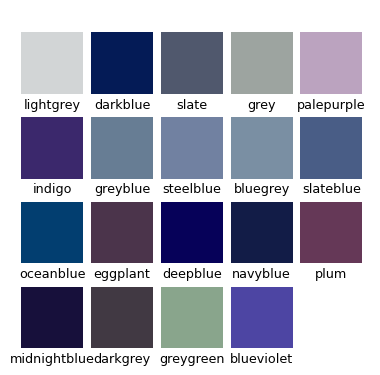 lightgrey darkblue slate grey palepurple
indigo greyblue steelblue bluegrey slateblue
oceanblue eggplant deepblue navyblue plum
midnightblue darkgrey greygreen blueviolet